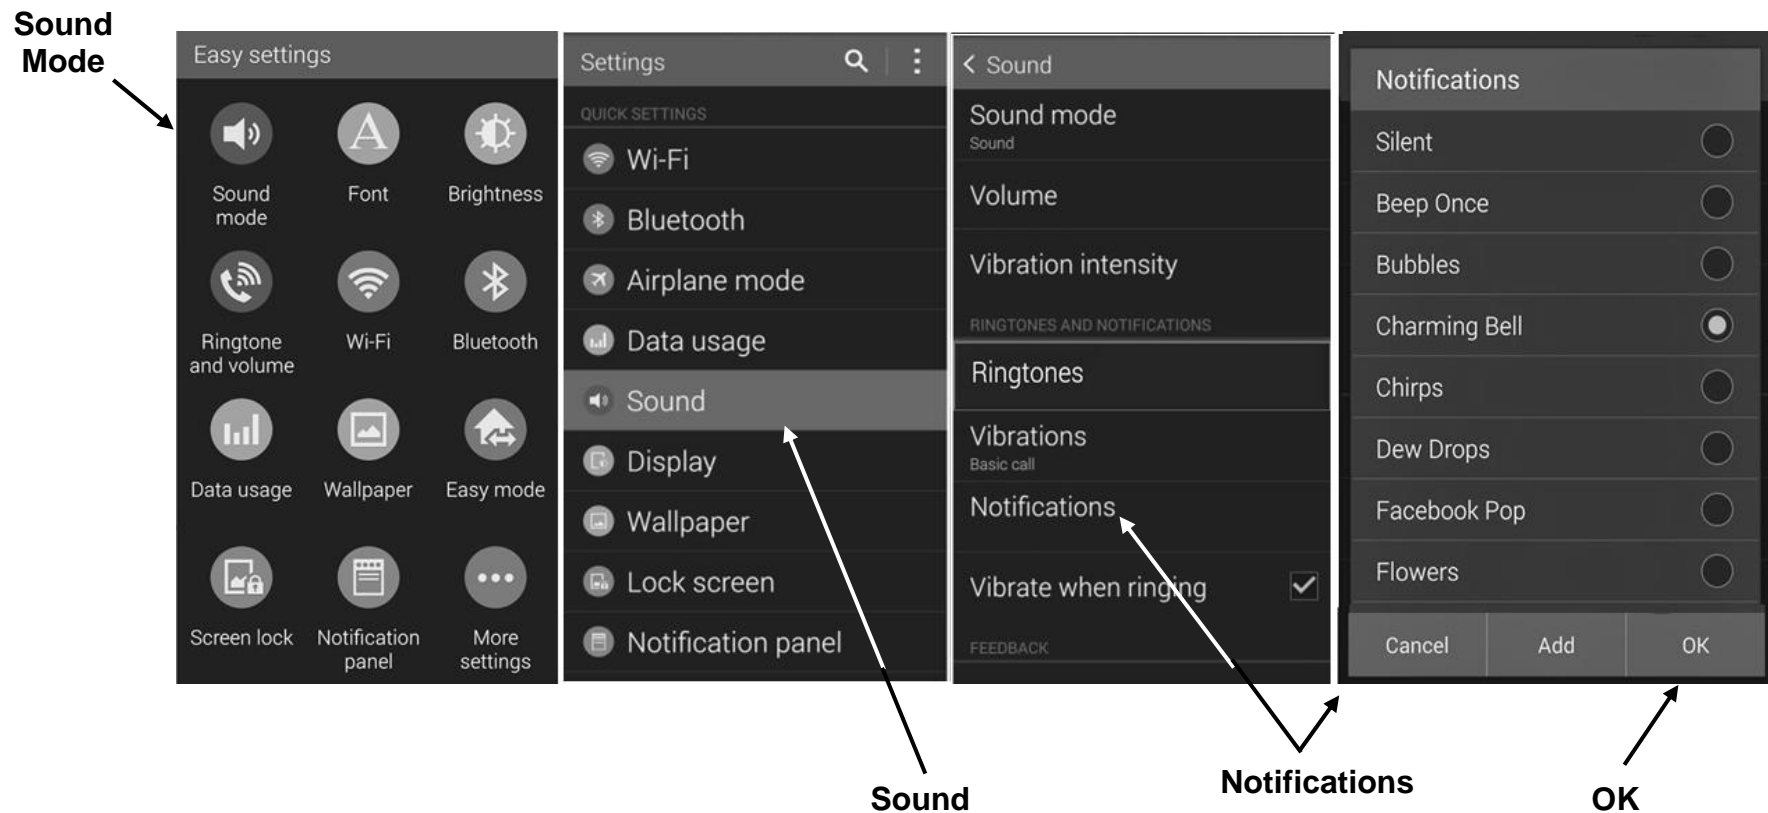 Sound
Mode
Easy settings
Sound
mode
Font
Brightness
Ringtone
and volume
Wi-Fi
Bluetooth
Data usage
Wallpaper
Easy mode
Screen lock
Notification
panel
More
settings
Settings
QUICK SETTINGS
Wi-Fi
Bluetooth
Airplane mode
Data usage
Sound
Display
Wallpaper
Lock screen
Notification panel
Sound
Sound mode
Sound
Volume
Vibration intensity
RINGTONES AND NOTIFICATIONS
Ringtones
Vibrations
Basic call
Notifications
Vibrate when ringing
FEEDBACK
Notifications
Silent
Beep Once
Bubbles
Charming Bell
Chirps
Dew Drops
Facebook Pop
Flowers
Cancel
Add
OK
Sound
Notifications
OK